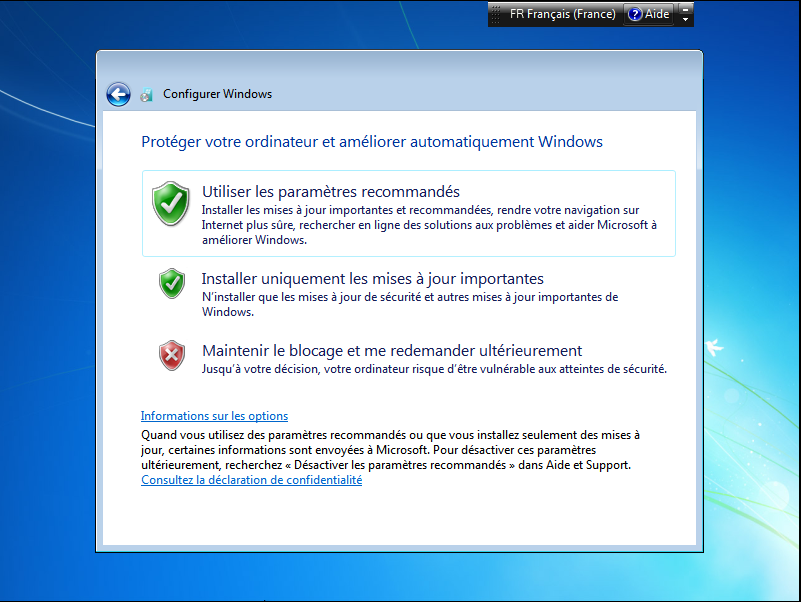 FR Français (France) Aide
Configurer Windows
Protéger votre ordinateur et améliorer automatiquement Windows
Utiliser les paramètres recommandés
Installer les mises à jour importantes et recommandées, rendre votre navigation sur
Internet plus sûre, rechercher en ligne des solutions aux problèmes et aider Microsoft à
améliorer Windows.
Installer uniquement les mises à jour importantes
N'installer que les mises à jour de sécurité et autres mises à jour importantes de
Windows.
Maintenir le blocage et me redemander ultérieurement
Jusqu'à votre décision, votre ordinateur risque d'être vulnérable aux atteintes de sécurité.
Informations sur les options
Quand vous utilisez des paramètres recommandés ou que vous installez seulement des mises à
jour, certaines informations sont envoyées à Microsoft. Pour désactiver ces paramètres
ultérieurement, recherchez « Désactiver les paramètres recommandés » dans Aide et Support.
Consultez la déclaration de confidentialité